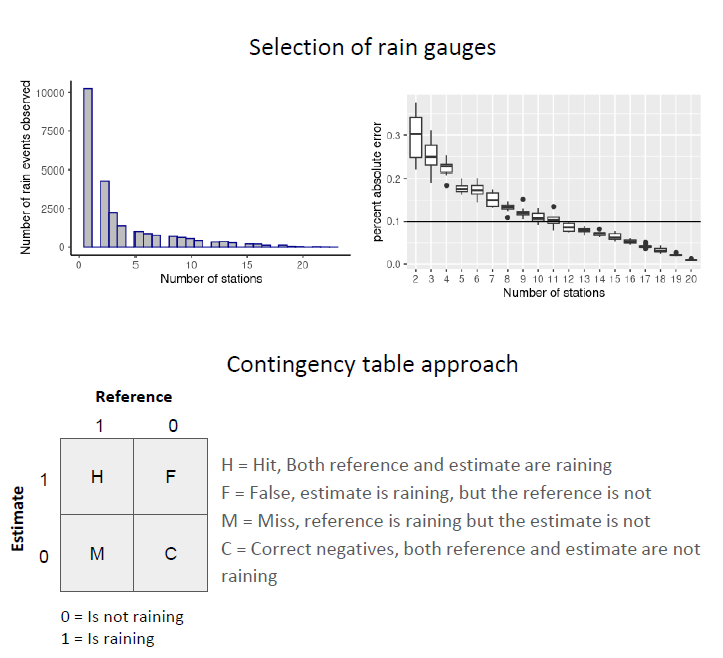 Selection of rain gauges
Number of rain events observed
10000
7500
5000
2500
0
0 5 10 15 20
Number of stations
percent absolute error
0.3
0.2
0.1
0.0
2 3 4 5 6 7 8 9 10 11 12 13 14 15 16 17 18 19 20
Number of stations
Contingency table approach
Reference
1 0
Estimate
1 H F
0 M C
H = Hit, Both reference and estimate are raining
F = False, estimate is raining, but the reference is not
M = Miss, reference is raining but the estimate is not
C = Correct negatives, both reference and estimate are not
raining
0 = Is not raining
1 = Is raining